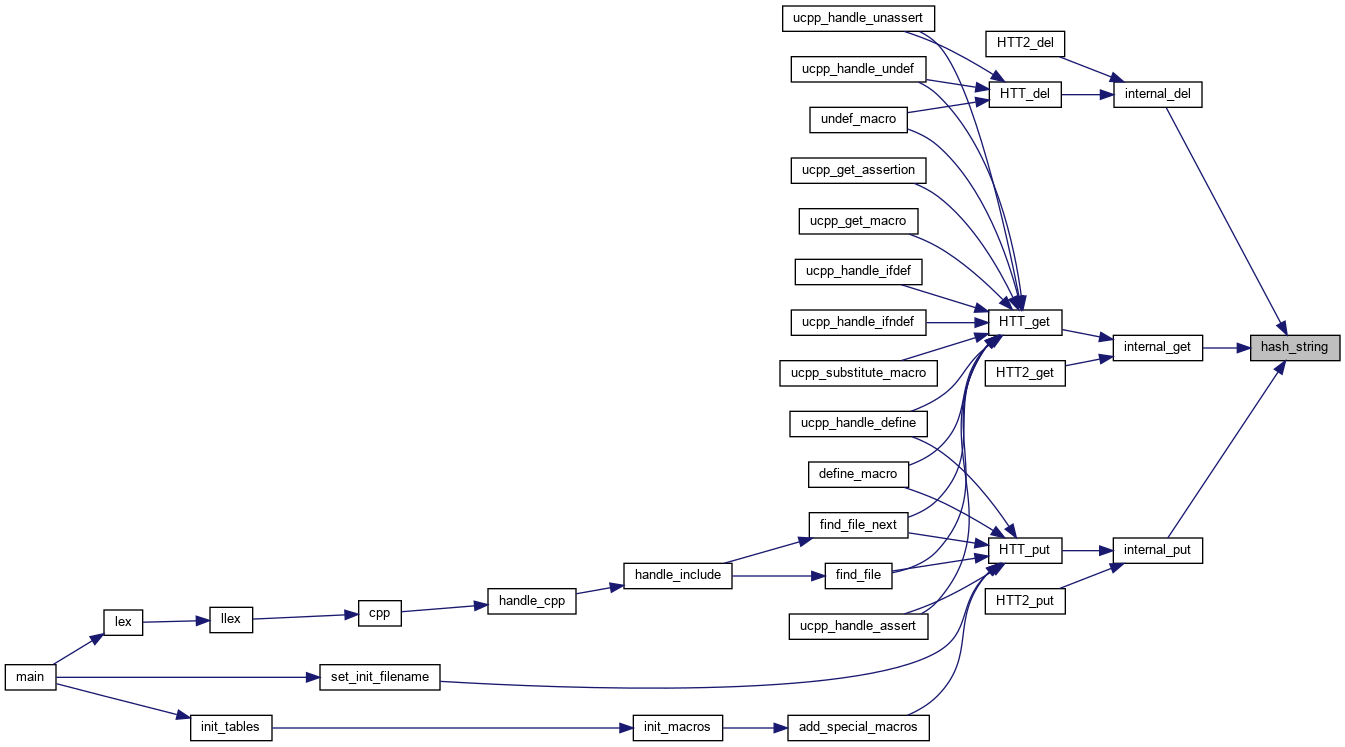 ucpp_handle_unassert
HTT2_del
ucpp_handle_undef
HTT_del
internal_del
undef_macro
ucpp_get_assertion
ucpp_get_macro
ucpp_handle_ifdef
ucpp_handle_ifndef
HTT_get
internal_get
hash_string
ucpp_substitute_macro
HTT2_get
ucpp_handle_define
define_macro
find_file_next
HTT_put
internal_put
handle_include
find_file
handle_cpp
HTT2_put
cpp
llex
lex
ucpp_handle_assert
main
set_init_filename
init_tables
init_macros
add_special_macros